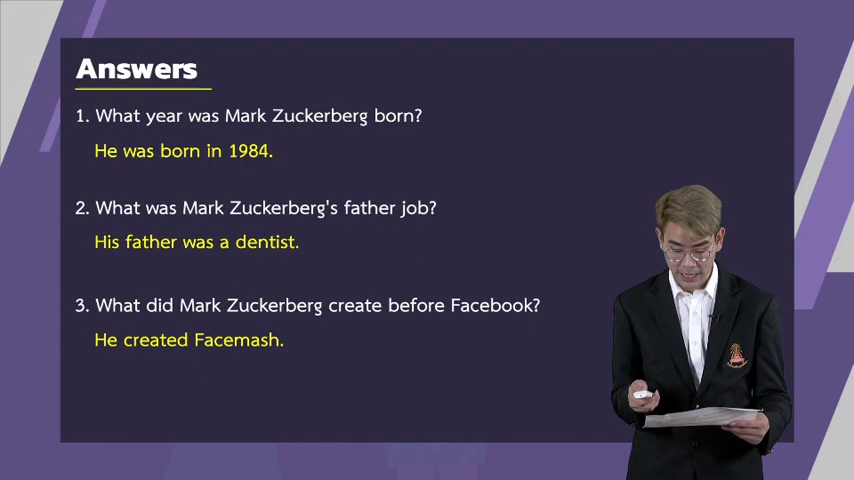 Answers
1. What year was Mark Zuckerberg born?
He was born in 1984.
2. What was Mark Zuckerberg's father job?
His father was a dentist.
3. What did Mark Zuckerberg create before Facebook?
He created Facemash.